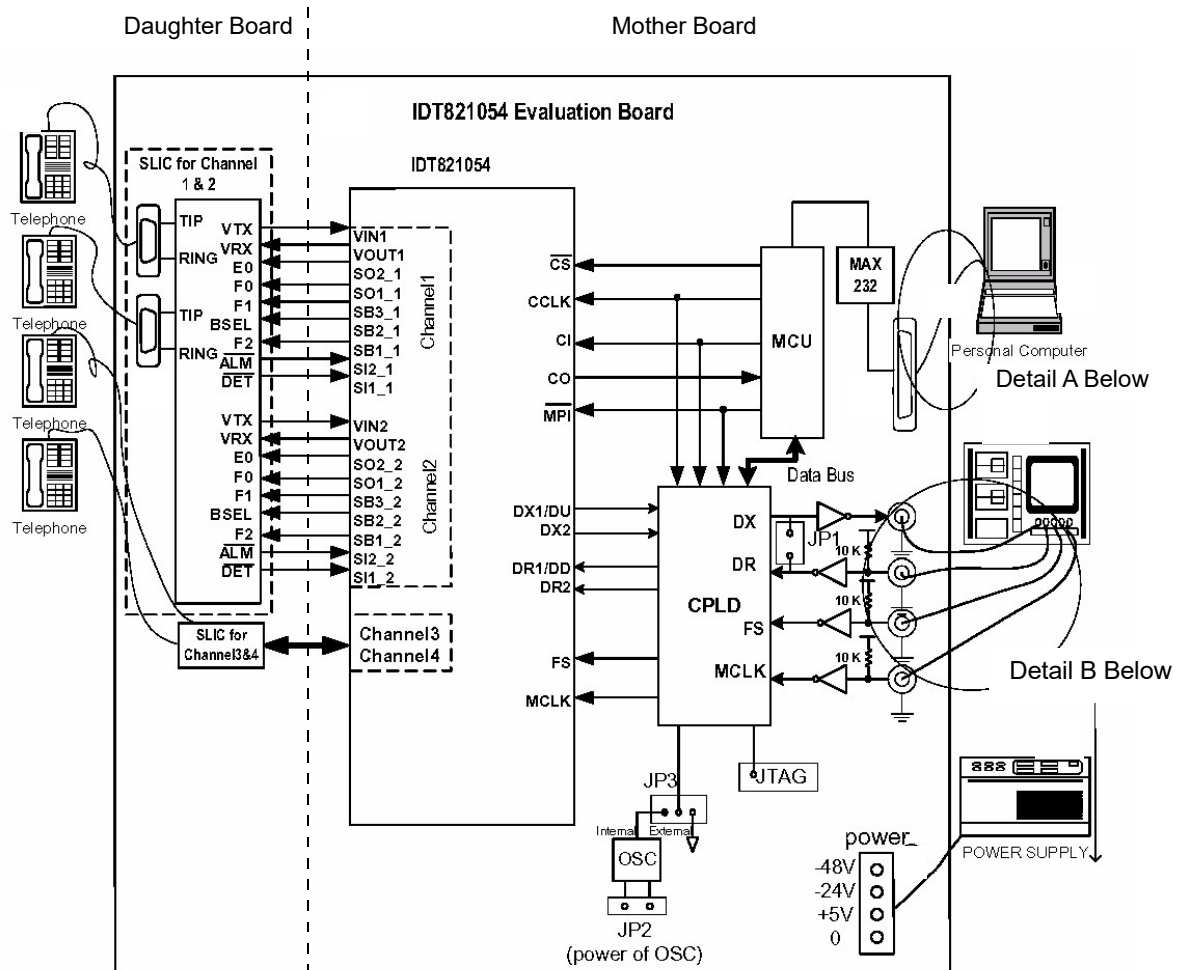 Daughter Board
Mother Board
IDT821054 Evaluation Board
IDT821054
SLIC for Channel
1 & 2
Telephone
Telephone
Telephone
Telephone
TIP
RING
TIP
RING
VTX
VRX
E0
F0
F1
BSEL
F2
ALM
DET
VTX
VRX
E0
F0
F1
BSEL
F2
ALM
DET
VIN1
VOUT1
SO2_1
SO1_1
SB3_1
SB2_1
SB1_1
SI2_1
SI1_1
Channel1
VIN2
VOUT2
SO2_2
SO1_2
SB3_2
SB2_2
SB1_2
SI2_2
SI1_2
Channel2
SLIC for
Channel3&4
Channel3
Channel4
CS
CCLK
CI
CO
MPI
DX1/DU
DX2
DR1/DD
DR2
FS
MCLK
MCU
MAX
232
Personal Computer
Detail A Below
Data Bus
CPLD
DX
DR
FS
MCLK
JP1
10 K
10 K
10 K
Detail B Below
JTAG
JP3
Internal
External
OSC
JP2
(power of OSC)
power_
-48V
-24V
+5V
0
POWER SUPPLY